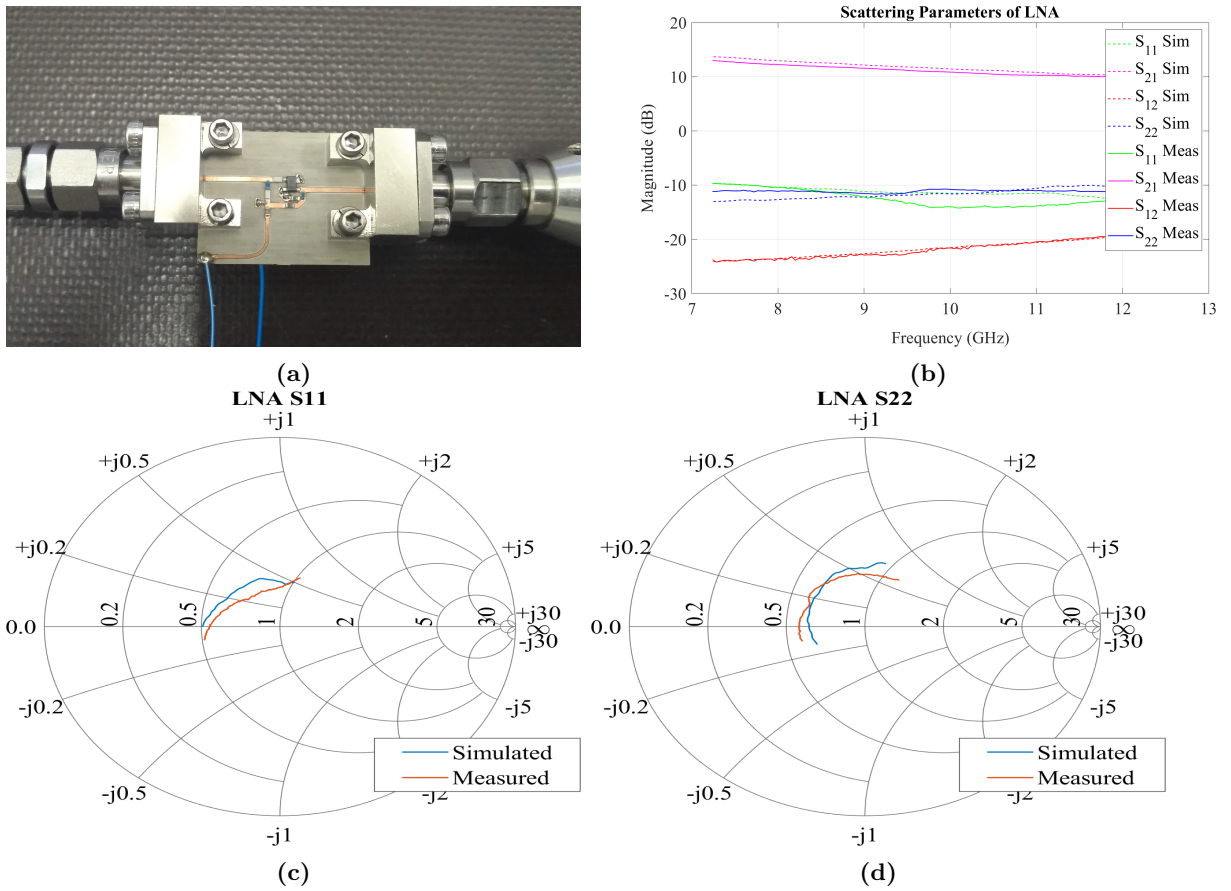 Scattering Parameters of LNA
20
10
0
-10
-20
-30
Magnitude (dB)
7
8
9
10
11
12
13
Frequency (GHz)
S11 Sim
S21 Sim
S12 Sim
S22 Sim
S11 Meas
S21 Meas
S12 Meas
S22 Meas
(a)
(b)
LNA S11
+j1
+j0.5
+j2
+j0.2
+j5
0.0
0.2
0.5
1
2
5
30
+j30
∞
-j30
-j0.2
-j5
-j0.5
-j2
-j1
Simulated
Measured
(c)
LNA S22
+j1
+j0.5
+j2
+j0.2
+j5
0.0
0.2
0.5
1
2
5
30
+j30
∞
-j30
-j0.2
-j5
-j0.5
-j2
-j1
Simulated
Measured
(d)